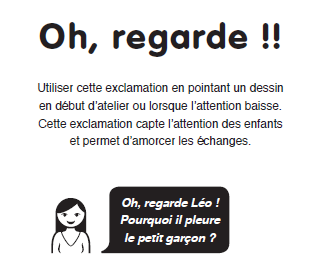 Oh, regarde !!
Utiliser cette exclamation en pointant un dessin
en début d'atelier ou lorsque l'attention baisse.
Cette exclamation capte l'attention des enfants
et permet d'amorcer les échanges.
Oh, regarde Léo !
Pourquoi il pleure
le petit garçon ?